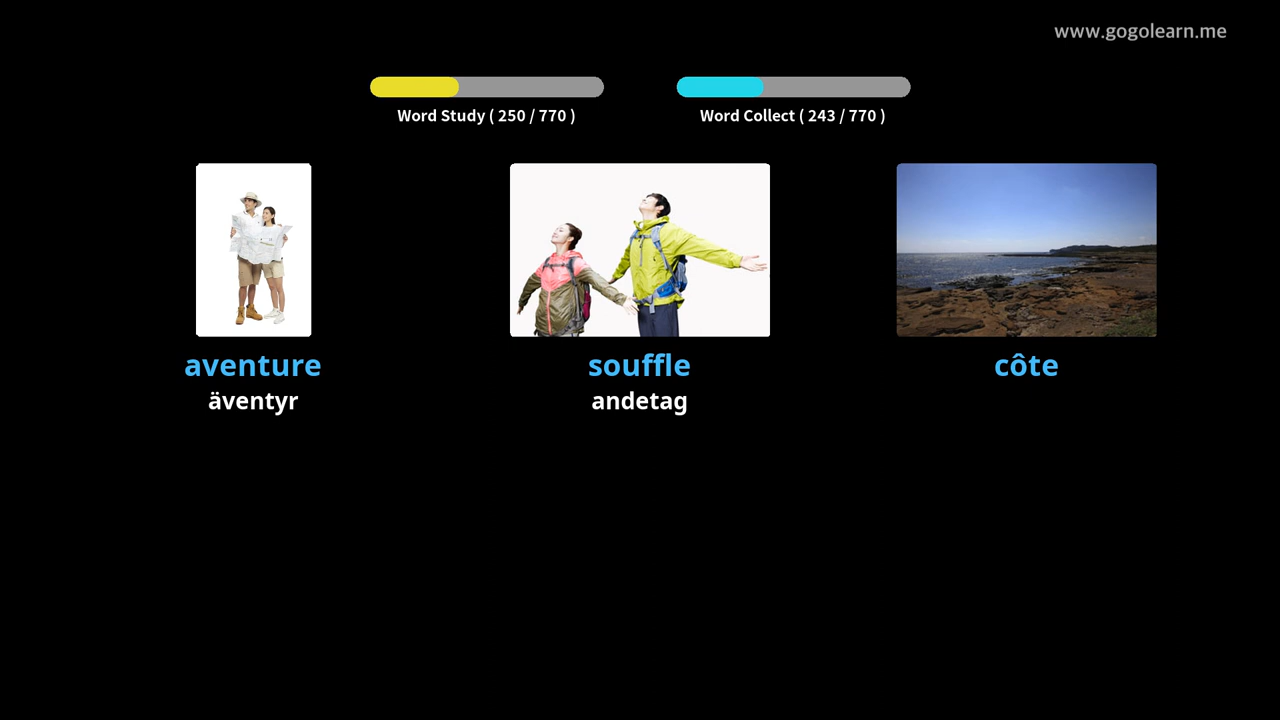 www.gogolearn.me
Word Study ( 250 / 770 )
Word Collect ( 243 / 770 )
aventure
äventyr
souffle
andetag
côte